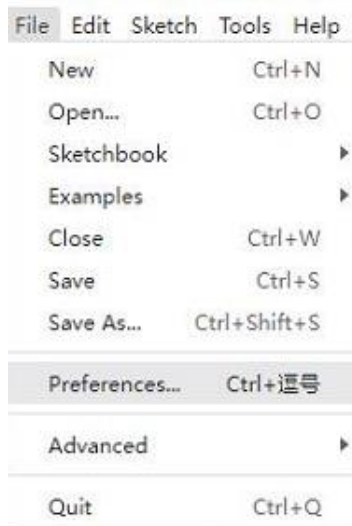 File Edit Sketch Tools Help
New Ctrl+N
Open... Ctrl+O
Sketchbook
Examples
Close Ctrl+W
Save Ctrl+S
Save As... Ctrl+Shift+S
Preferences... Ctrl+逗号
Advanced
Quit Ctrl+Q